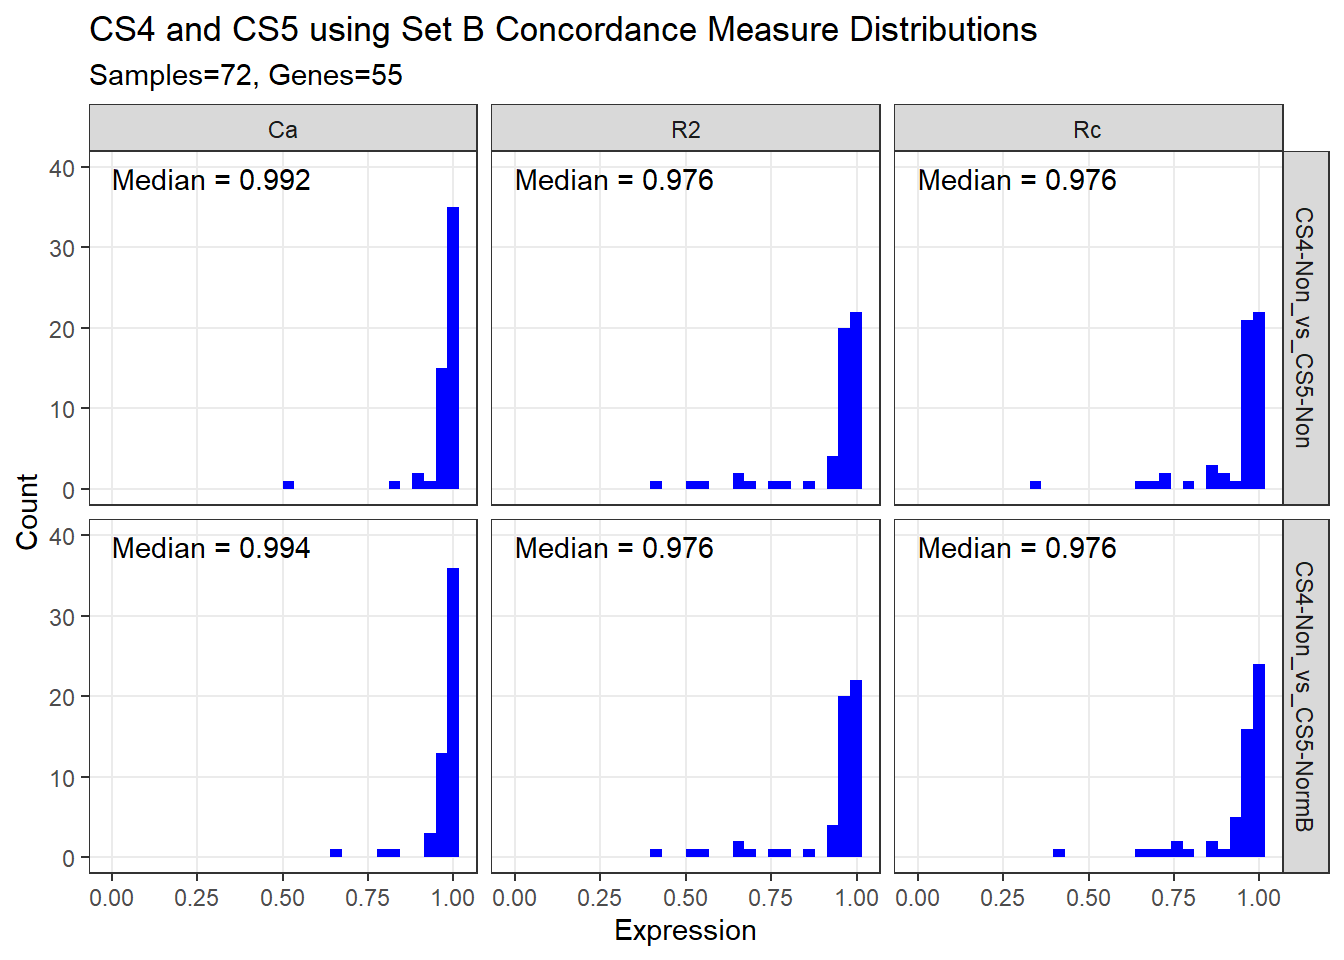 CS4 and CS5 using Set B Concordance Measure Distributions
Samples=72, Genes=55
Ca
R2
Rc
Median = 0.992
Median = 0.976
Median = 0.976
CS4-Non_vs_CS5-Non
40
30
20
10
0
Median = 0.994
Median = 0.976
Median = 0.976
CS4-Non_vs_CS5-NormB
40
30
20
10
0
Count
0.00 0.25 0.50 0.75 1.00
0.00 0.25 0.50 0.75 1.00
0.00 0.25 0.50 0.75 1.00
Expression